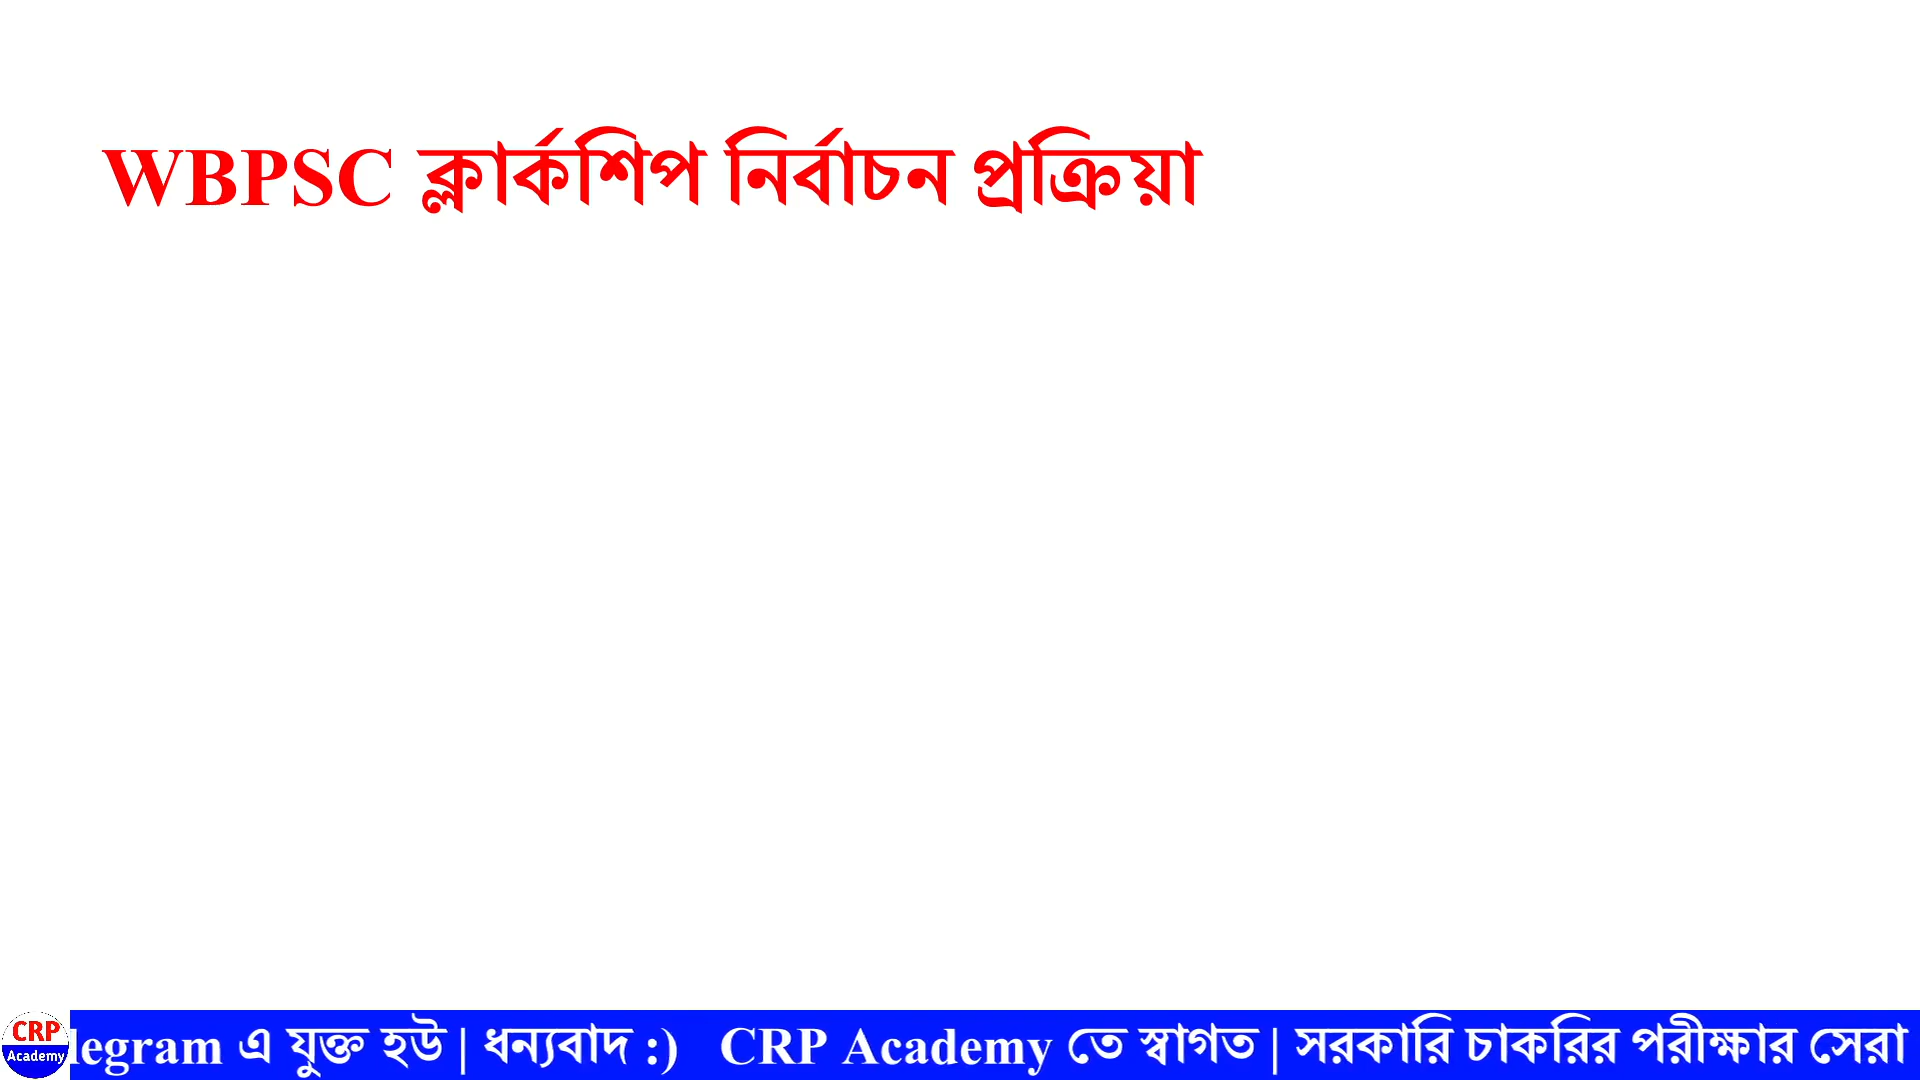 WBPSC ক্লার্কশিপ নির্বাচন প্রক্রিয়া
CRP
Academy
legram এ যুক্ত হউ | ধন্যবাদ :) CRP Academy তে স্বাগত | সরকারি চাকরির পরীক্ষার সেরা